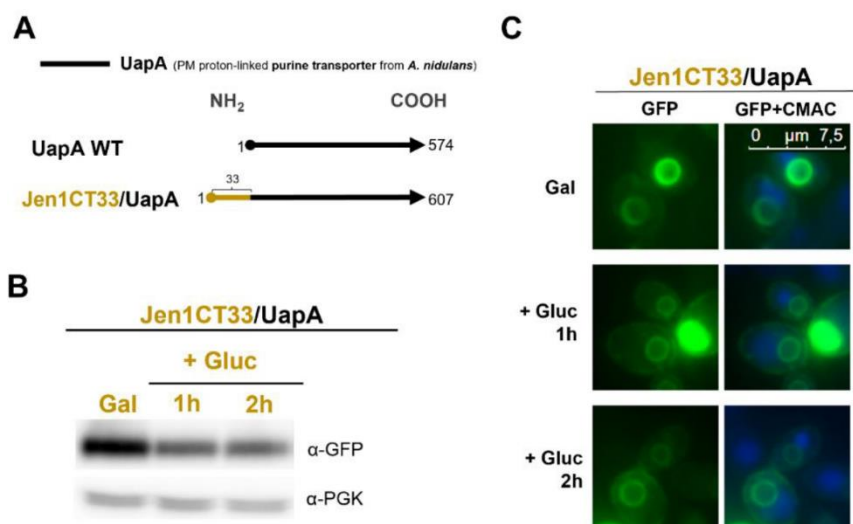 A
UapA (PM proton-linked purine transporter from A. nidulans)
NH2 COOH
UapA WT 1 574
33
Jen1CT33/UapA 1 607
B
Jen1CT33/UapA
+ Gluc
Gal 1h 2h
α-GFP
α-PGK
C
Jen1CT33/UapA
GFP GFP+CMAC
0 µm 7,5
Gal
+ Gluc
1h
+ Gluc
2h